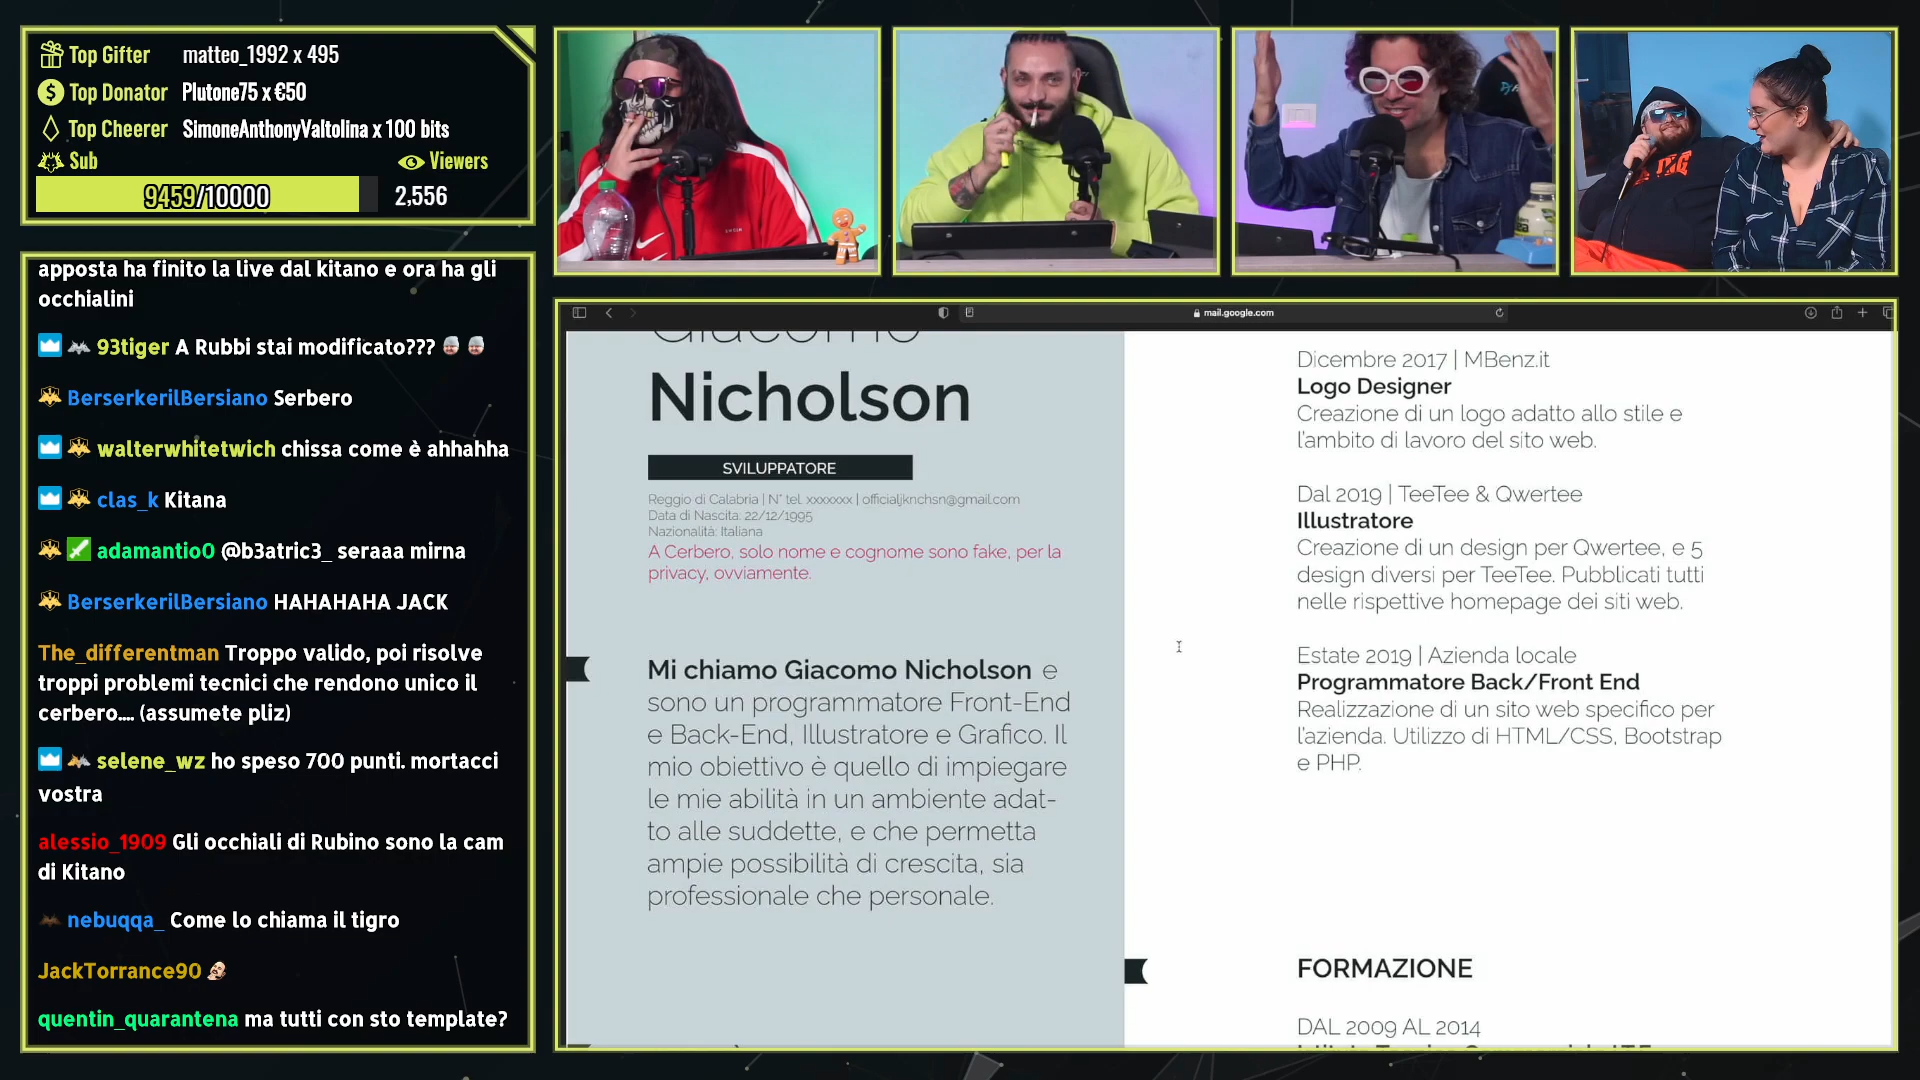 Top Gifter matteo_1992 x 495
Top Donator Plutone75 x €50
Top Cheerer SimoneAnthonyValtolina x 100 bits
Sub Viewers
9459/10000 2,556
apposta ha finito la live dal kitano e ora ha gli
occhialini
93tiger A Rubbi stai modificato???
BerserkerilBersiano Serbero
walterwhitetwich chissa come è ahhahha
clas_k Kitana
adamantio0 @b3atric3_ seraaa mirna
BerserkerilBersiano HAHAHAHA JACK
The_differentman Troppo valido, poi risolve
troppi problemi tecnici che rendono unico il
cerbero.... (assumete pliz)
selene_wz ho speso 700 punti. mortacci
vostra
alessio_1909 Gli occhiali di Rubino sono la cam
di Kitano
nebuqqa_ Come lo chiama il tigro
JackTorrance90
quentin_quarantena ma tutti con sto template?
mail.google.com
Giacomo
Nicholson
SVILUPPATORE
Reggio di Calabria | N° tel. xxxxxxx | officialjknchsn@gmail.com
Data di Nascita: 22/12/1995
Nazionalità: Italiana
A Cerbero, solo nome e cognome sono fake, per la
privacy, ovviamente.
Mi chiamo Giacomo Nicholson e
sono un programmatore Front-End
e Back-End, Illustratore e Grafico. Il
mio obiettivo è quello di impiegare
le mie abilità in un ambiente adat-
to alle suddette, e che permetta
ampie possibilità di crescita, sia
professionale che personale.
Dicembre 2017 | MBenz.it
Logo Designer
Creazione di un logo adatto allo stile e
l'ambito di lavoro del sito web.
Dal 2019 | TeeTee & Qwertee
Illustratore
Creazione di un design per Qwertee, e 5
design diversi per TeeTee. Pubblicati tutti
nelle rispettive homepage dei siti web.
Estate 2019 | Azienda locale
Programmatore Back/Front End
Realizzazione di un sito web specifico per
l'azienda. Utilizzo di HTML/CSS, Bootstrap
e PHP.
FORMAZIONE
DAL 2009 AL 2014